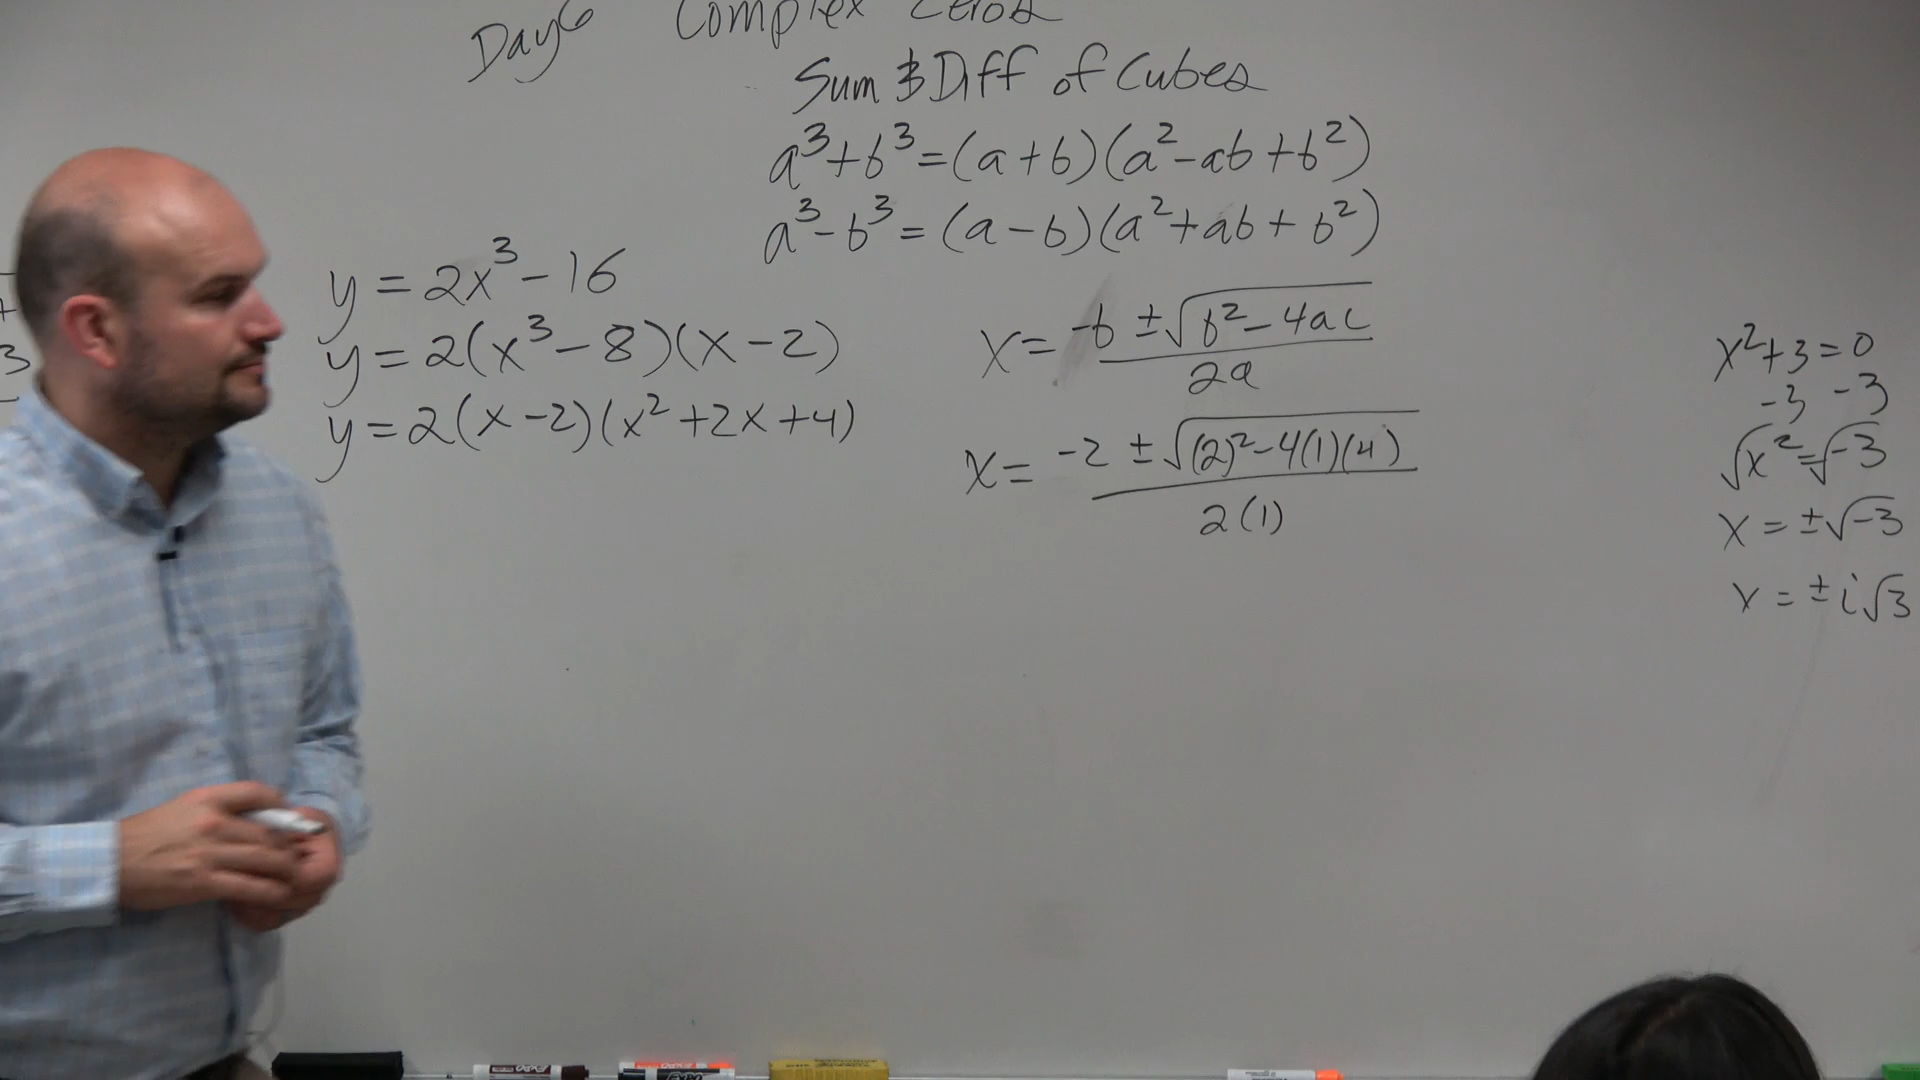 Day 6 Complex Zeros
Sum & Diff of Cubes
a³+b³=(a+b)(a²-ab+b²)
a³-b³=(a-b)(a²+ab+b²)
y=2x³-16
y=2(x³-8)(x-2)
y=2(x-2)(x²+2x+4)
x=-b±√b²-4ac
2a
x=-2±√(2)²-4(1)(4)
2(1)
x²+3=0
-3 -3
√x²=√-3
x=±√-3
x=±i√3
+
3
EXPO